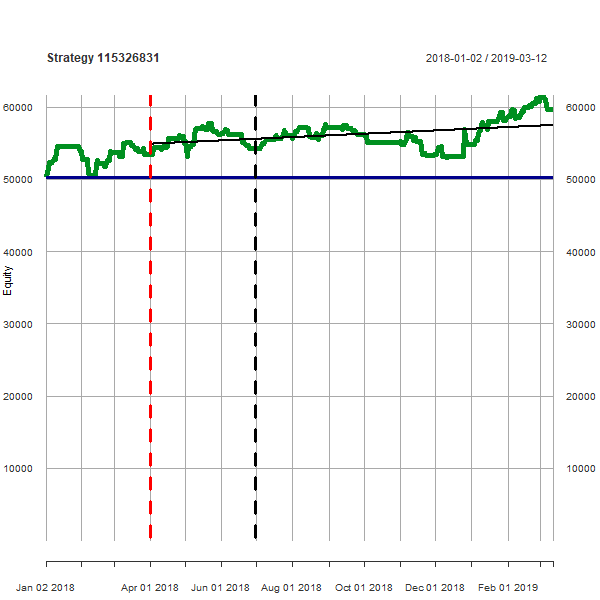 Strategy 115326831
2018-01-02 / 2019-03-12
60000
60000
50000
50000
40000
40000
Equity
30000
30000
20000
20000
10000
10000
Jan 02 2018
Apr 01 2018
Jun 01 2018
Aug 01 2018
Oct 01 2018
Dec 01 2018
Feb 01 2019